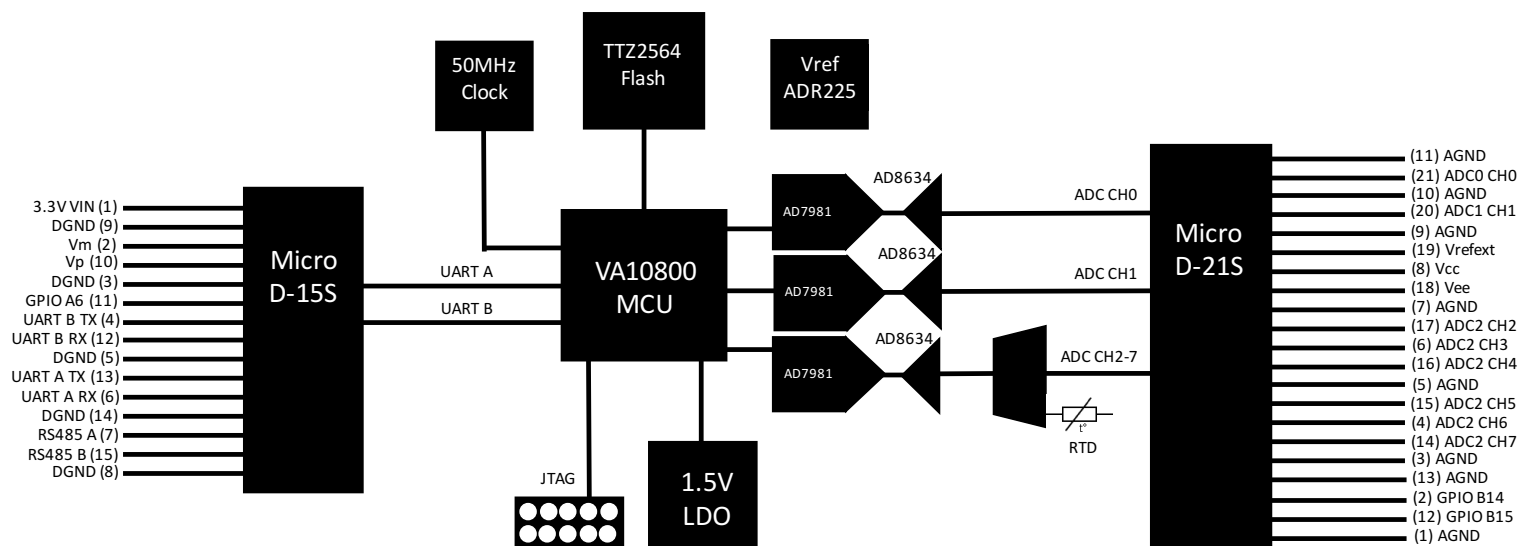 50MHz
Clock
TTZ2564
Flash
Vref
ADR225
3.3V VIN (1)
DGND (9)
Vm (2)
Vp (10)
DGND (3)
GPIO A6 (11)
UART B TX (4)
UART B RX (12)
DGND (5)
UART A TX (13)
UART A RX (6)
DGND (14)
RS485 A (7)
RS485 B (15)
DGND (8)
Micro
D-15S
UART A
UART B
VA10800
MCU
JTAG
1.5V
LDO
AD7981
AD8634
ADC CH0
AD7981
AD8634
ADC CH1
AD7981
AD8634
ADC CH2-7
t°
RTD
Micro
D-21S
(11) AGND
(21) ADC0 CH0
(10) AGND
(20) ADC1 CH1
(9) AGND
(19) Vrefext
(8) Vcc
(18) Vee
(7) AGND
(17) ADC2 CH2
(6) ADC2 CH3
(16) ADC2 CH4
(5) AGND
(15) ADC2 CH5
(4) ADC2 CH6
(14) ADC2 CH7
(3) AGND
(13) AGND
(2) GPIO B14
(12) GPIO B15
(1) AGND